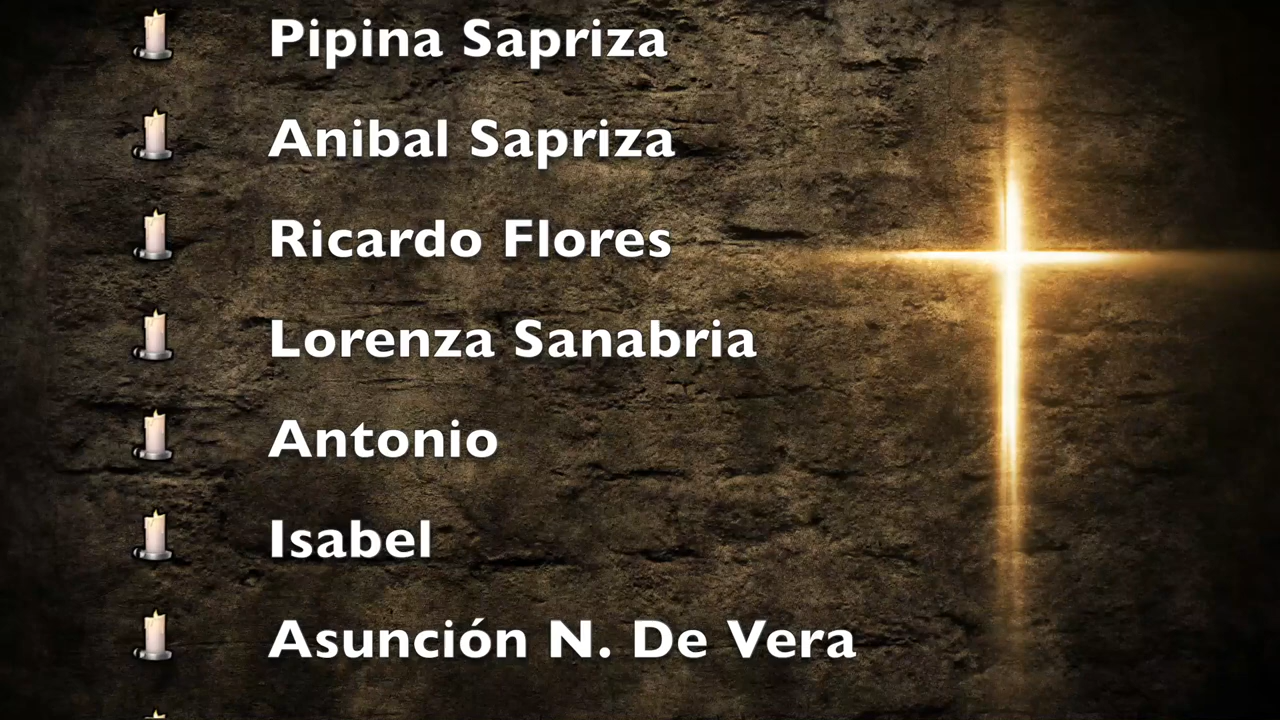 Pipina Sapriza
Anibal Sapriza
Ricardo Flores
Lorenza Sanabria
Antonio
Isabel
Asunción N. De Vera